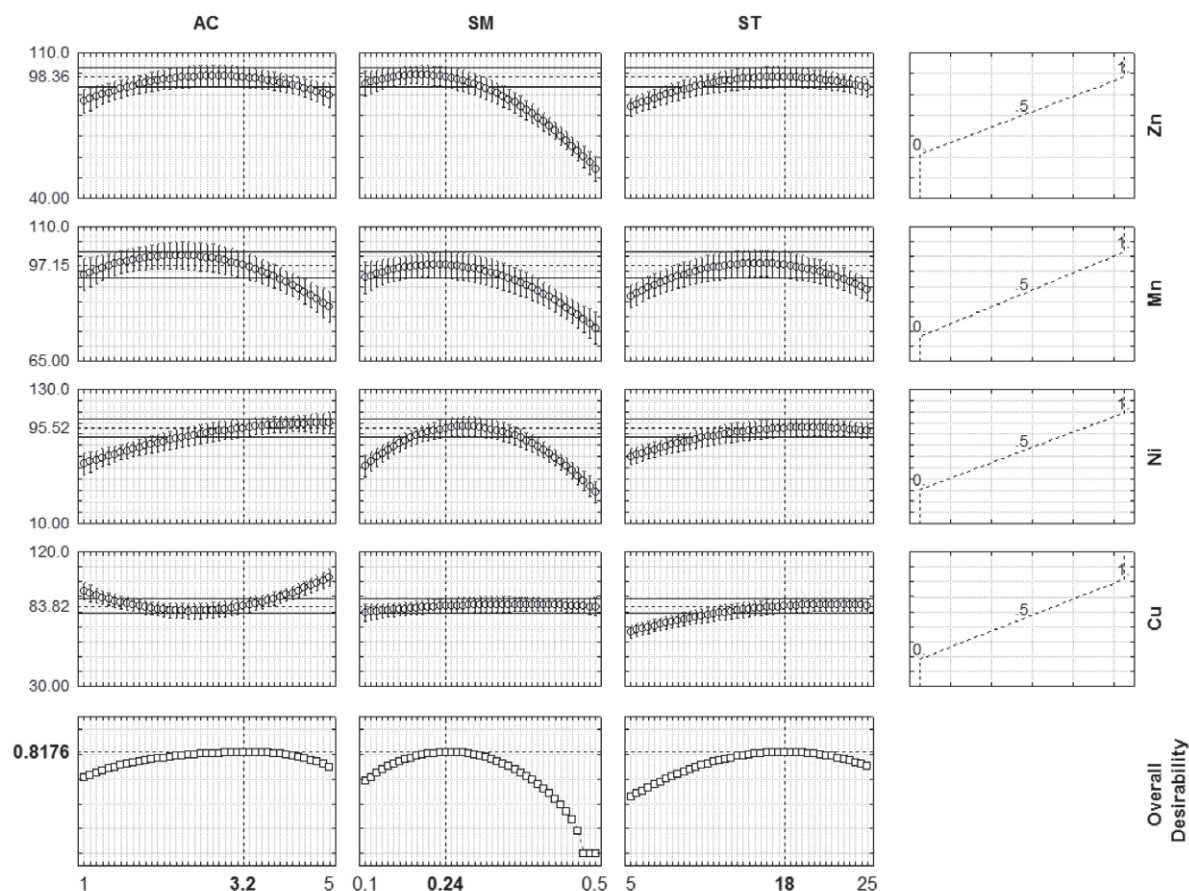 AC SM ST
110.0
98.36
40.00
0. .5 1.
Zn
110.0
97.15
65.00
0. .5 1.
Mn
130.0
95.52
10.00
0. .5 1.
Ni
120.0
83.82
30.00
0. .5 1.
Cu
0.8176
Overall
Desirability
1 3.2 5 0.1 0.24 0.5 5 18 25